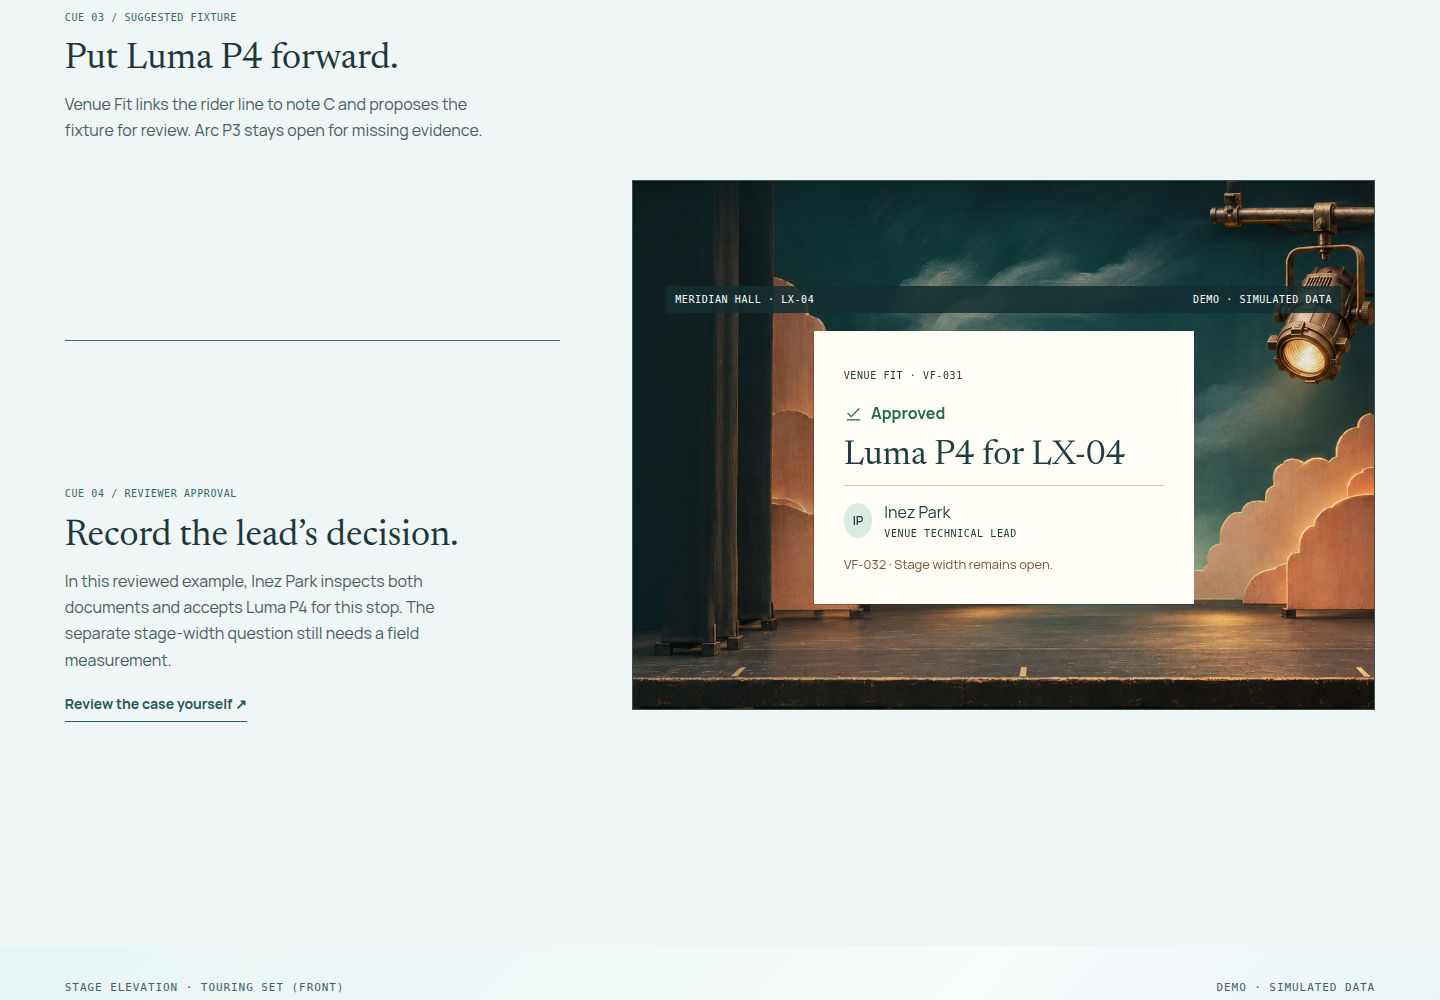 CUE 03 / SUGGESTED FIXTURE
Put Luma P4 forward.
Venue Fit links the rider line to note C and proposes the
fixture for review. Arc P3 stays open for missing evidence.
MERIDIAN HALL · LX-04
DEMO · SIMULATED DATA
VENUE FIT · VF-031
Approved
Luma P4 for LX-04
IP
Inez Park
VENUE TECHNICAL LEAD
VF-032 · Stage width remains open.
CUE 04 / REVIEWER APPROVAL
Record the lead’s decision.
In this reviewed example, Inez Park inspects both
documents and accepts Luma P4 for this stop. The
separate stage-width question still needs a field
measurement.
Review the case yourself ↗
STAGE ELEVATION · TOURING SET (FRONT)
DEMO · SIMULATED DATA